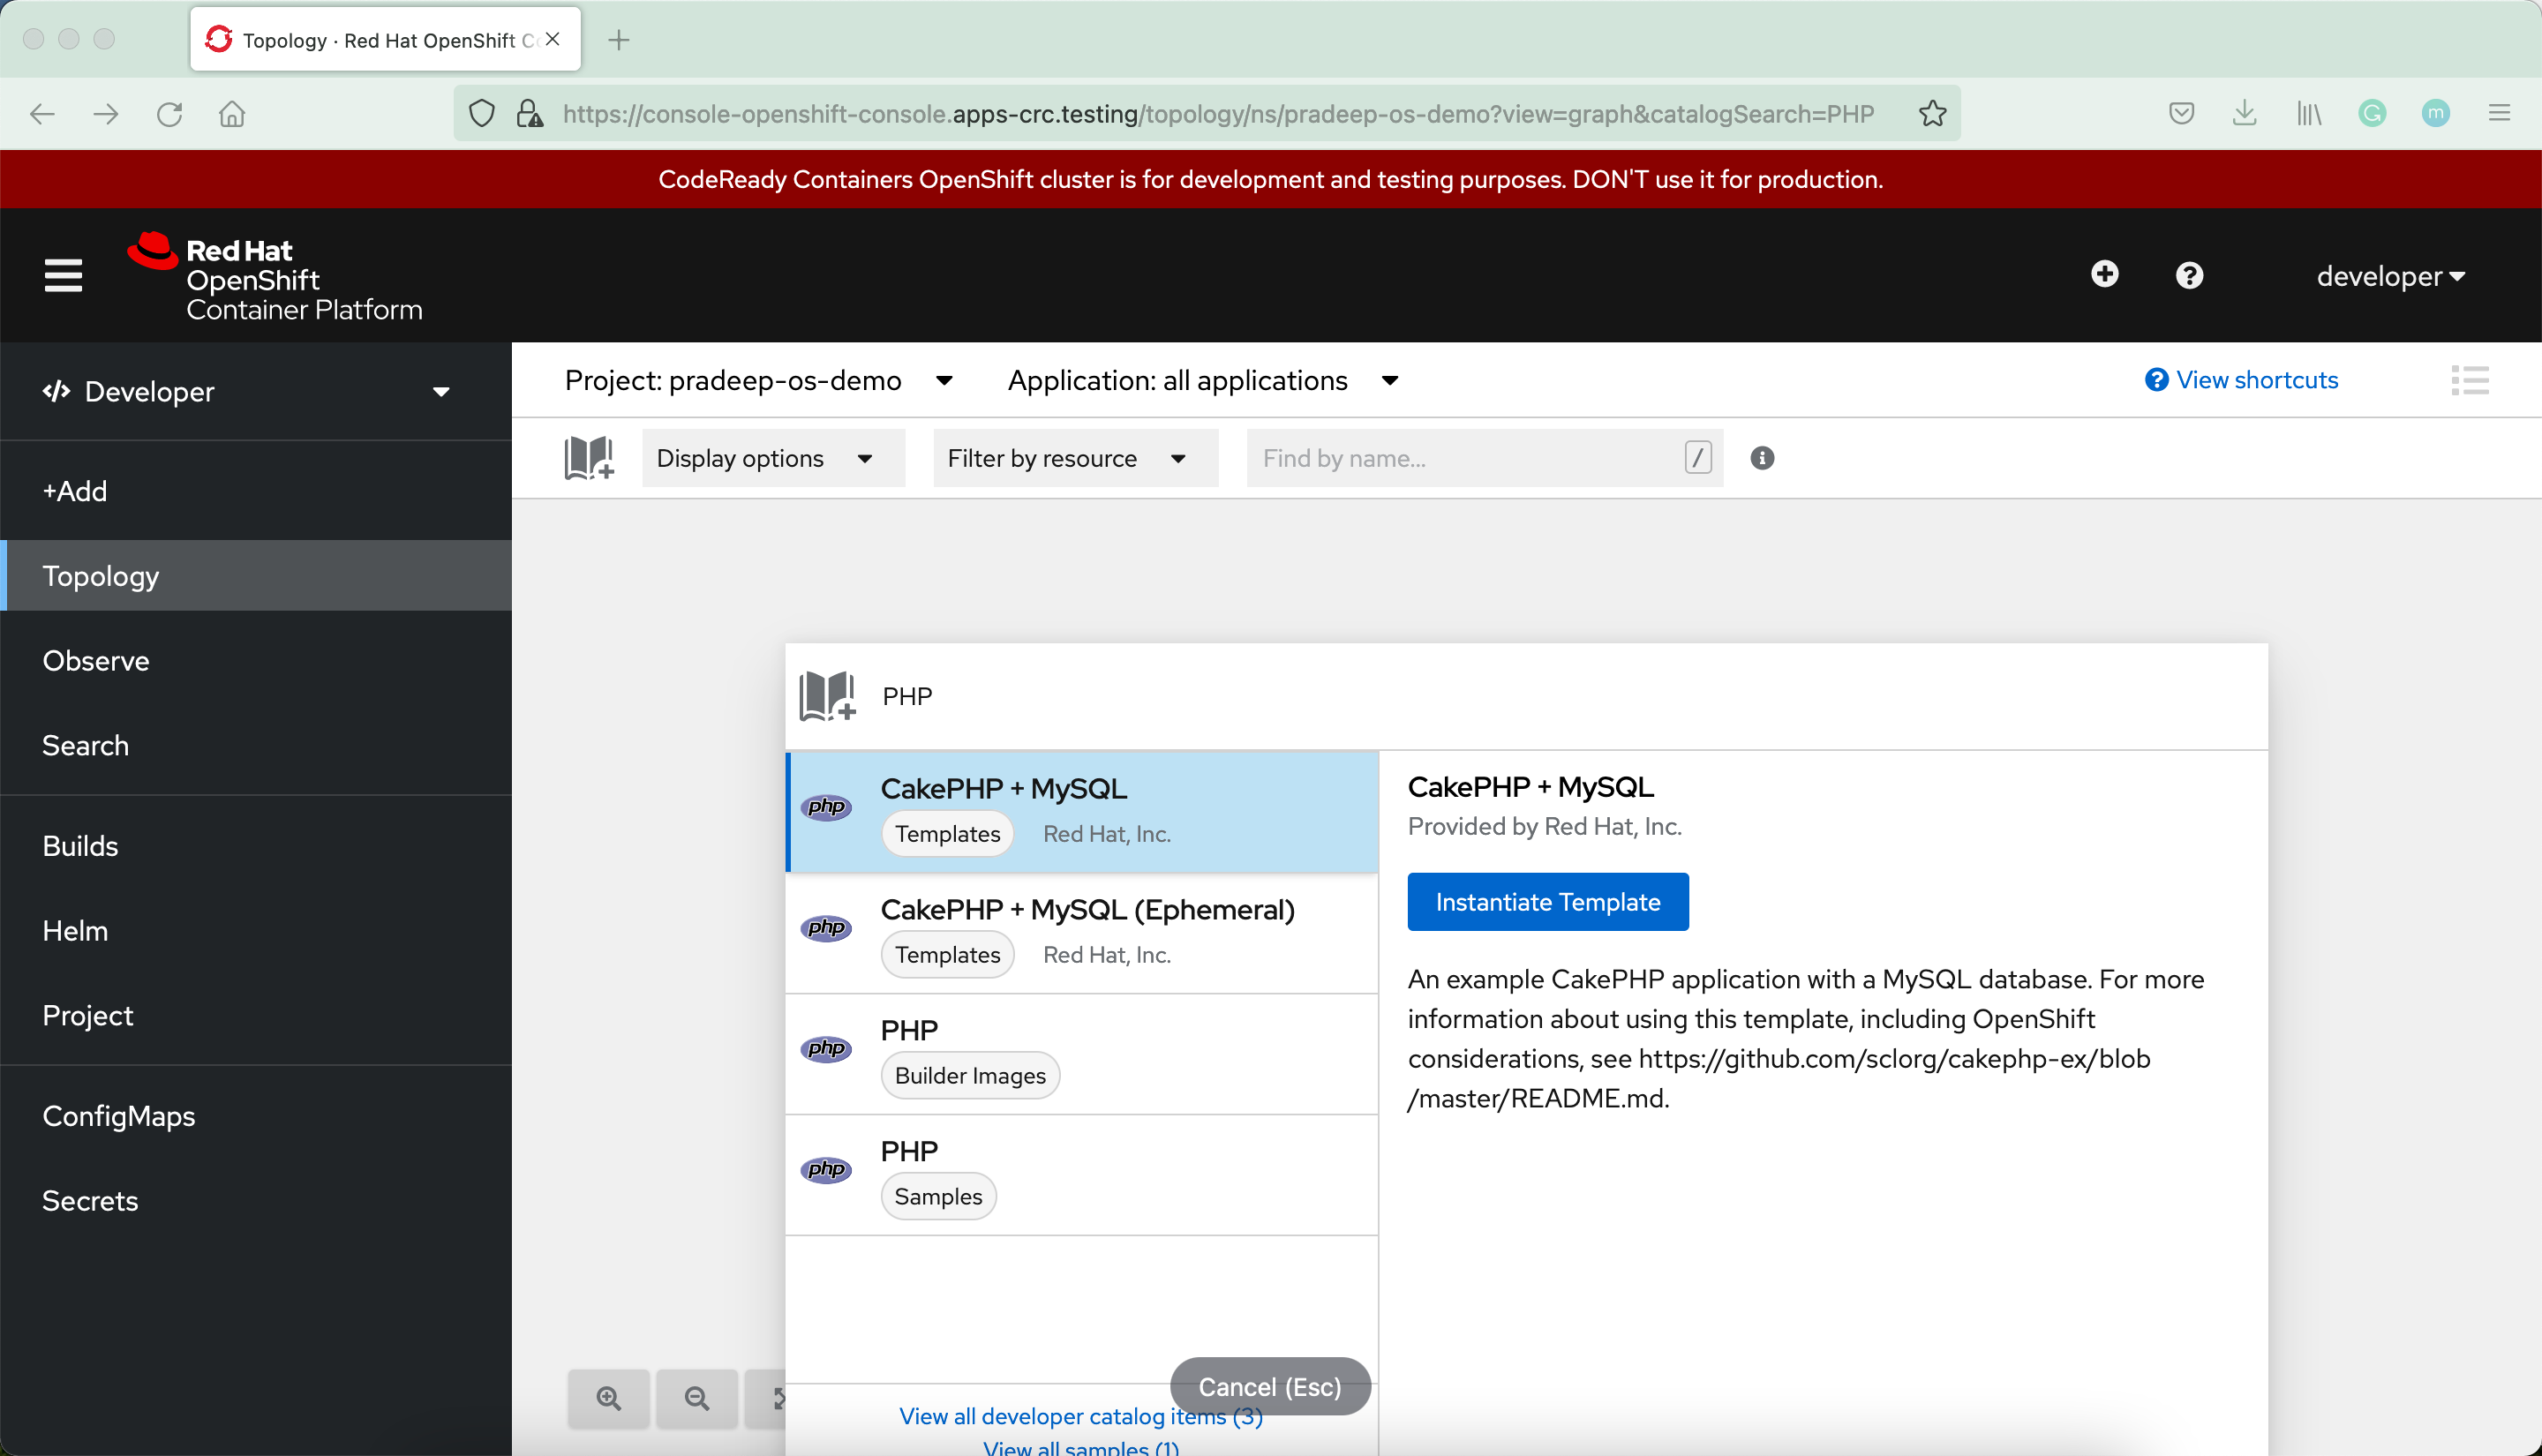 Topology · Red Hat OpenShift C
https://console-openshift-console.apps-crc.testing/topology/ns/pradeep-os-demo?view=graph&catalogSearch=PHP
G
m
CodeReady Containers OpenShift cluster is for development and testing purposes. DON'T use it for production.
Red Hat
OpenShift
Container Platform
developer
Developer
Project: pradeep-os-demo
Application: all applications
View shortcuts
Display options
Filter by resource
Find by name...
/
+Add
Topology
Observe
Search
Builds
Helm
Project
ConfigMaps
Secrets
PHP
php
CakePHP + MySQL
Templates
Red Hat, Inc.
php
CakePHP + MySQL (Ephemeral)
Templates
Red Hat, Inc.
php
PHP
Builder Images
php
PHP
Samples
CakePHP + MySQL
Provided by Red Hat, Inc.
Instantiate Template
An example CakePHP application with a MySQL database. For more
information about using this template, including OpenShift
considerations, see https://github.com/sclorg/cakephp-ex/blob
/master/README.md.
Cancel (Esc)
View all developer catalog items (3)
View all samples (1)